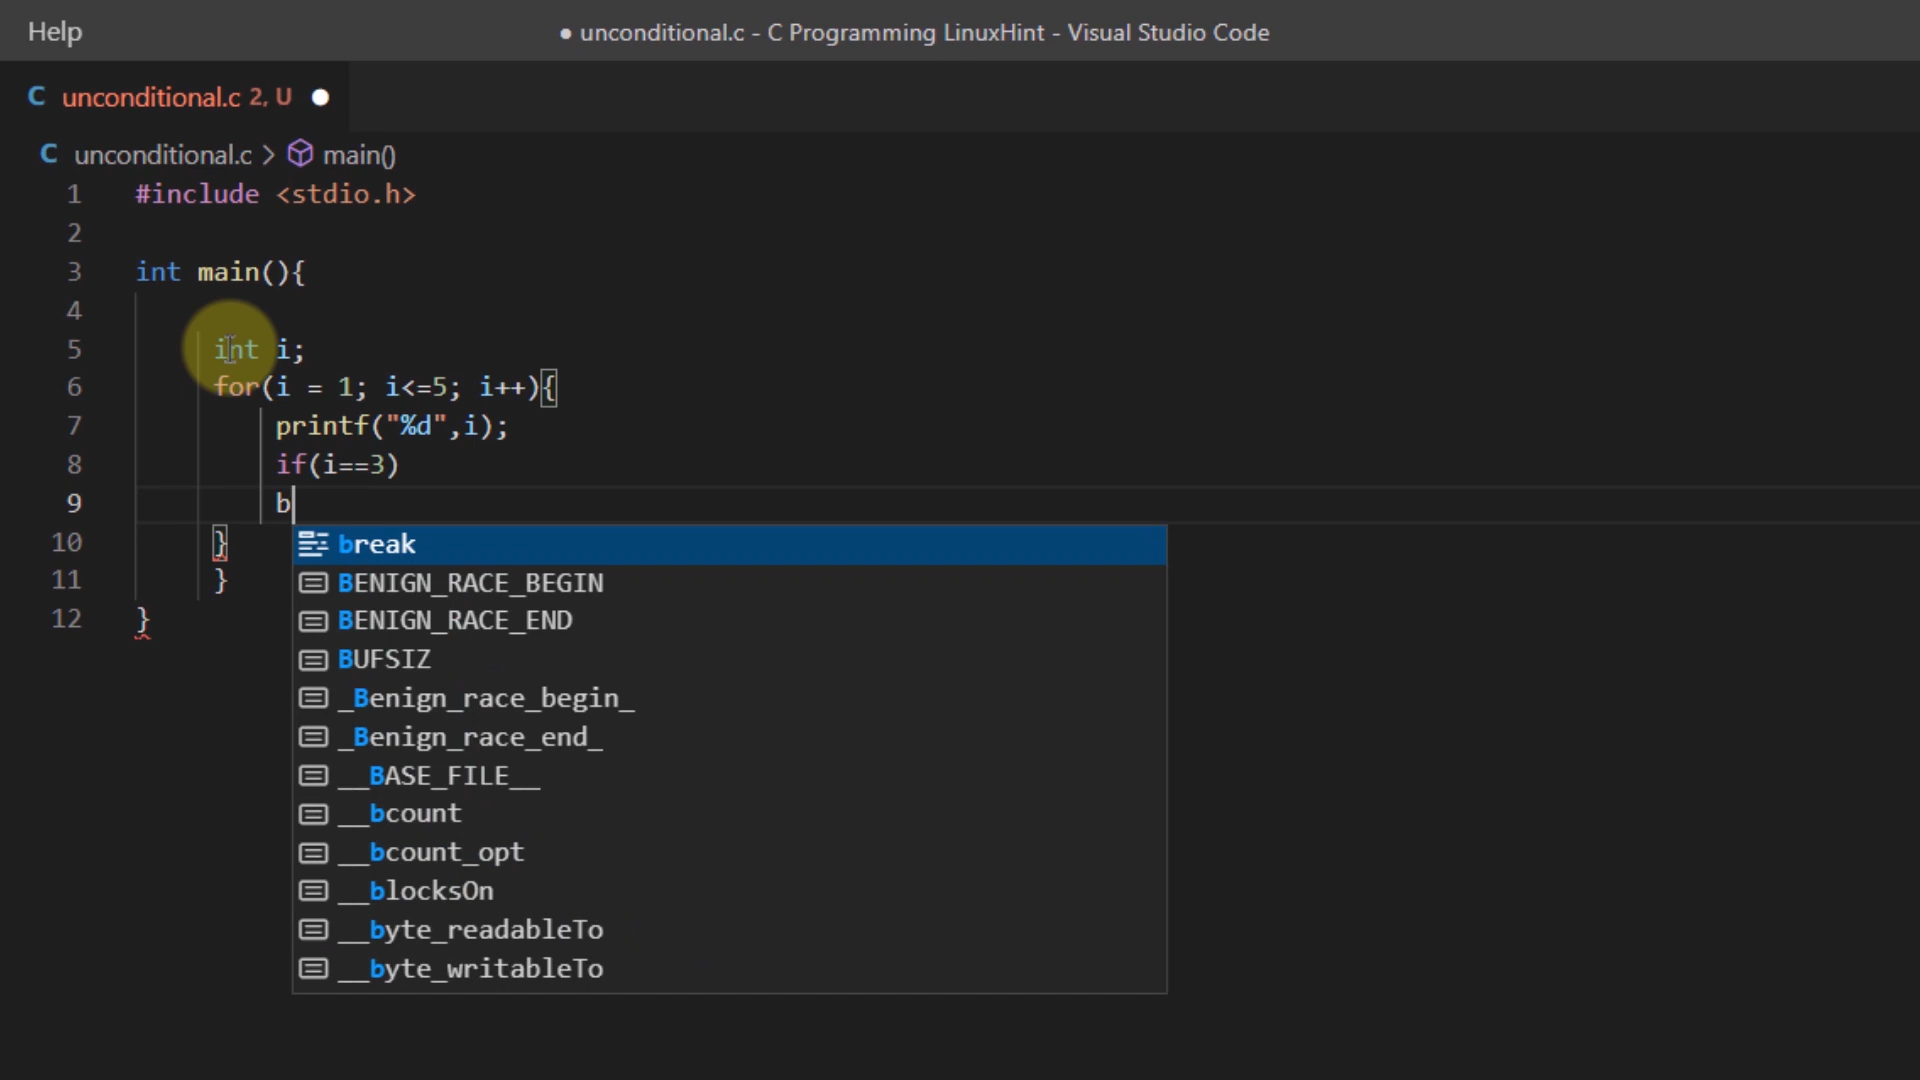 Help
● unconditional.c - C Programming LinuxHint - Visual Studio Code
C unconditional.c 2, U ●
C unconditional.c > main()
1 #include <stdio.h>
2
3 int main(){
4
5 int i;
6 for(i = 1; i<=5; i++){
7 printf("%d",i);
8 if(i==3)
9 b
10 }
break
BENIGN_RACE_BEGIN
11 }
BENIGN_RACE_END
12 }
BUFSIZ
_Benign_race_begin_
_Benign_race_end_
__BASE_FILE__
__bcount
__bcount_opt
__blocksOn
__byte_readableTo
__byte_writableTo